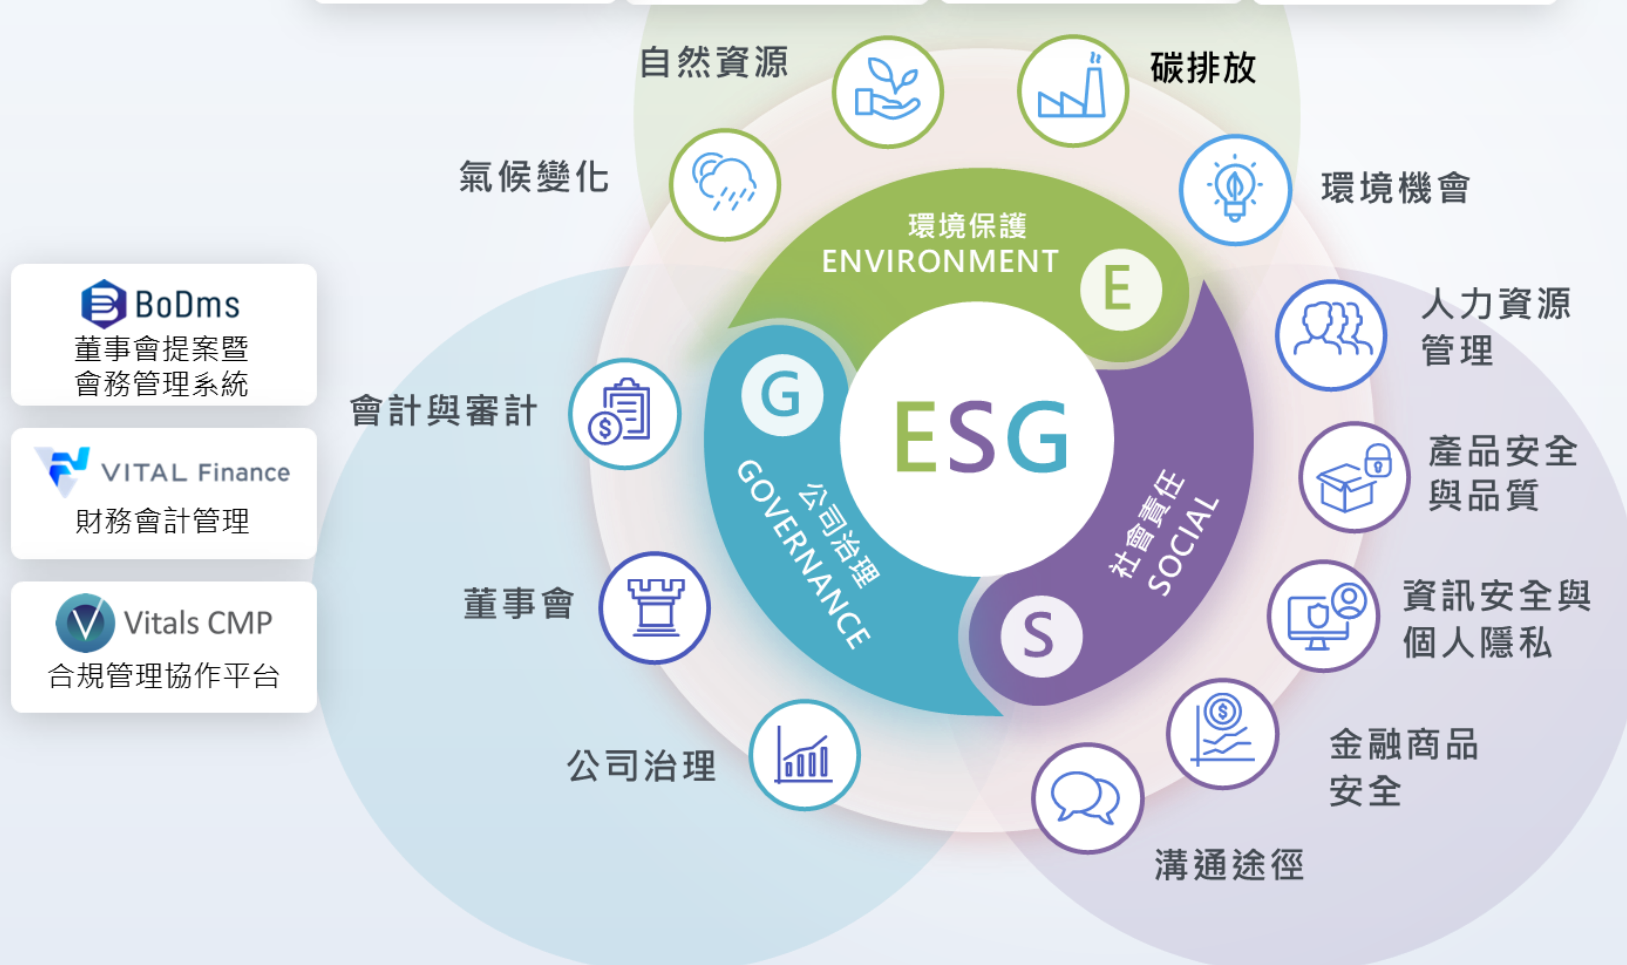 自然資源
碳排放
氣候變化
環境機會
環境保護
ENVIRONMENT
E
人力資源
管理
BoDms
董事會提案暨
會務管理系統
G
ESG
會計與審計
產品安全
與品質
VITAL Finance
財務會計管理
公司治理
GOVERNANCE
社會責任
SOCIAL
S
董事會
資訊安全與
個人隱私
Vitals CMP
合規管理協作平台
公司治理
金融商品
安全
溝通途徑